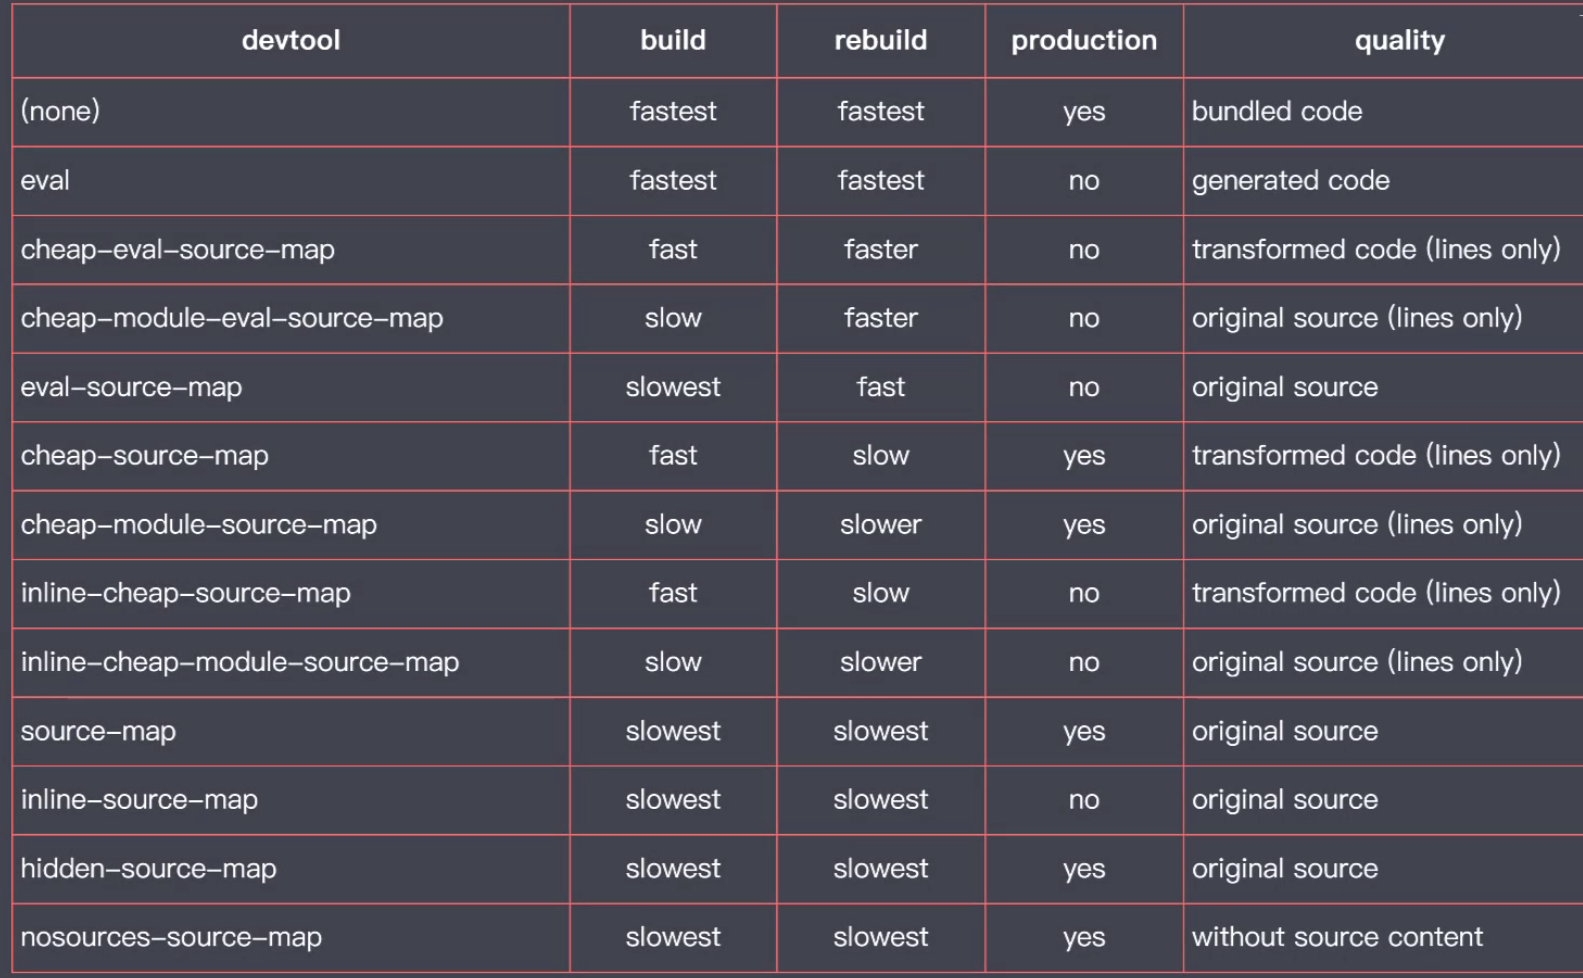 devtool build rebuild production quality
(none) fastest fastest yes bundled code
eval fastest fastest no generated code
cheap-eval-source-map fast faster no transformed code (lines only)
cheap-module-eval-source-map slow faster no original source (lines only)
eval-source-map slowest fast no original source
cheap-source-map fast slow yes transformed code (lines only)
cheap-module-source-map slow slower yes original source (lines only)
inline-cheap-source-map fast slow no transformed code (lines only)
inline-cheap-module-source-map slow slower no original source (lines only)
source-map slowest slowest yes original source
inline-source-map slowest slowest no original source
hidden-source-map slowest slowest yes original source
nosources-source-map slowest slowest yes without source content